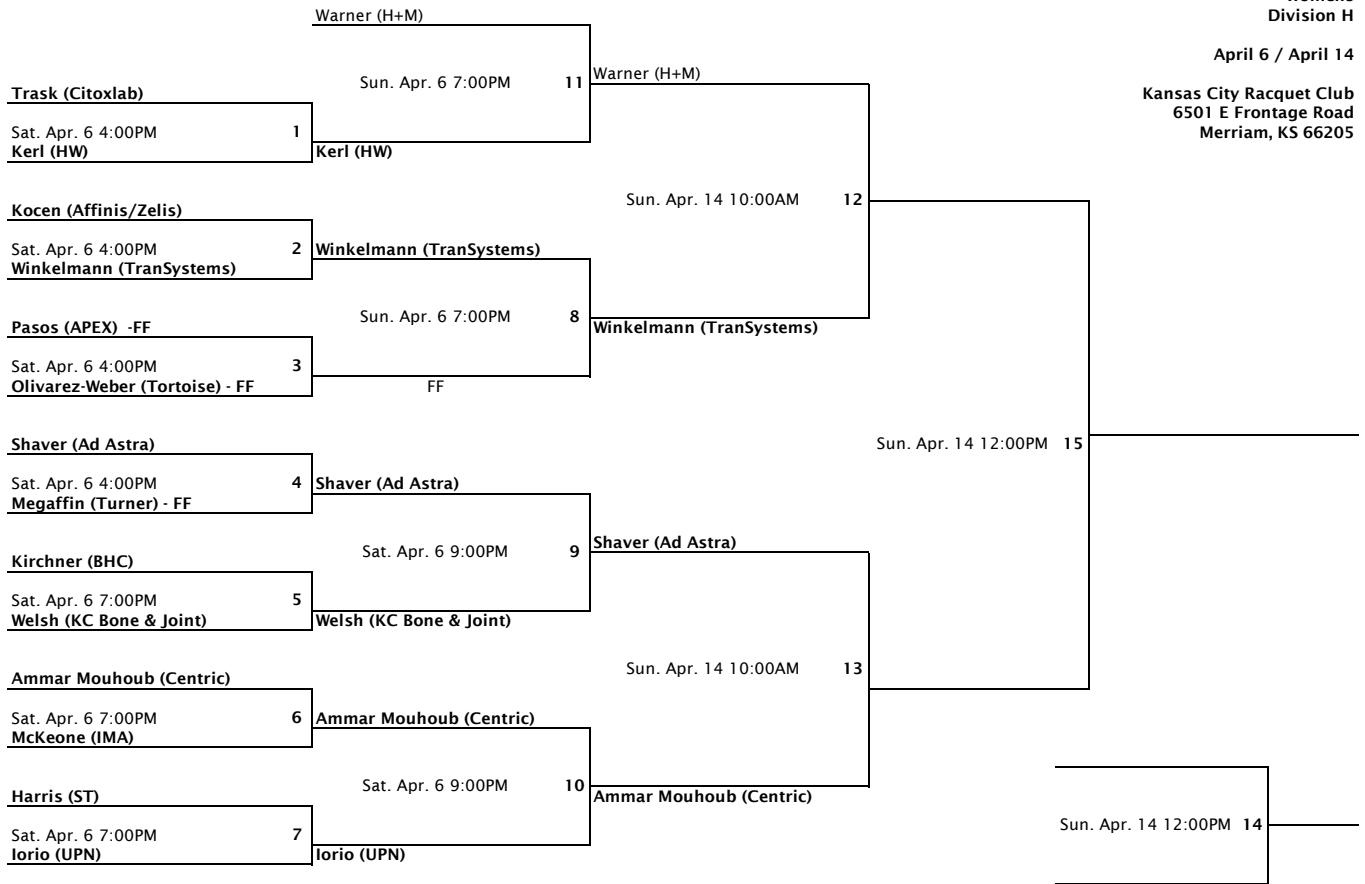 Division H
April 6 / April 14
Kansas City Racquet Club
6501 E Frontage Road
Merriam, KS 66205
Warner (H+M)
Sun. Apr. 6 7:00PM 11
Warner (H+M)
Trask (Citoxlab)
Sat. Apr. 6 4:00PM 1
Kerl (HW)
Kerl (HW)
Sun. Apr. 14 10:00AM 12
Kocen (Affinis/Zelis)
Sat. Apr. 6 4:00PM 2
Winkelmann (TranSystems)
Winkelmann (TranSystems)
Sun. Apr. 6 7:00PM 8
Winkelmann (TranSystems)
Pasos (APEX) -FF
Sat. Apr. 6 4:00PM 3
Olivarez-Weber (Tortoise) - FF
FF
Sun. Apr. 14 12:00PM 15
Shaver (Ad Astra)
Sat. Apr. 6 4:00PM 4
Megaffin (Turner) - FF
Shaver (Ad Astra)
Sat. Apr. 6 9:00PM 9
Shaver (Ad Astra)
Kirchner (BHC)
Sat. Apr. 6 7:00PM 5
Welsh (KC Bone & Joint)
Welsh (KC Bone & Joint)
Sun. Apr. 14 10:00AM 13
Ammar Mouhoub (Centric)
Sat. Apr. 6 7:00PM 6
McKeone (IMA)
Ammar Mouhoub (Centric)
Sat. Apr. 6 9:00PM 10
Ammar Mouhoub (Centric)
Harris (ST)
Sat. Apr. 6 7:00PM 7
Iorio (UPN)
Iorio (UPN)
Sun. Apr. 14 12:00PM 14